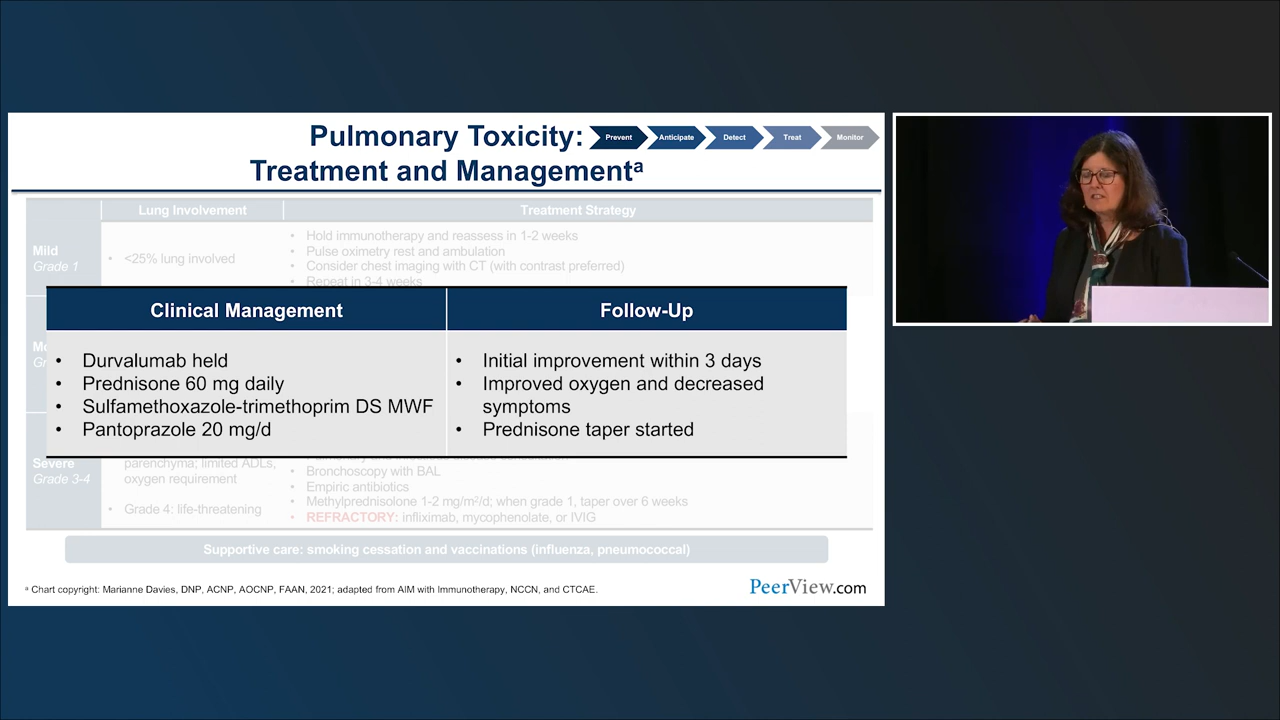 Pulmonary Toxicity:
Treatment and Managementᵃ
Prevent
Anticipate
Detect
Treat
Monitor
Lung Involvement
Treatment Strategy
Mild
Grade 1
• <25% lung involved
• Hold immunotherapy and reassess in 1-2 weeks
• Pulse oximetry rest and ambulation
• Consider chest imaging with CT (with contrast preferred)
• Repeat in 3-4 weeks
Clinical Management
Follow-Up
• Durvalumab held
• Prednisone 60 mg daily
• Sulfamethoxazole-trimethoprim DS MWF
• Pantoprazole 20 mg/d
• Initial improvement within 3 days
• Improved oxygen and decreased
symptoms
• Prednisone taper started
Severe
Grade 3-4
parenchyma; limited ADLs,
oxygen requirement
• Grade 4: life-threatening
• Bronchoscopy with BAL
• Empiric antibiotics
• Methylprednisolone 1-2 mg/m²/d; when grade 1, taper over 6 weeks
• REFRACTORY: infliximab, mycophenolate, or IVIG
Supportive care: smoking cessation and vaccinations (influenza, pneumococcal)
ᵃ Chart copyright: Marianne Davies, DNP, ACNP, AOCNP, FAAN, 2021; adapted from AIM with Immunotherapy, NCCN, and CTCAE.
PeerView.com